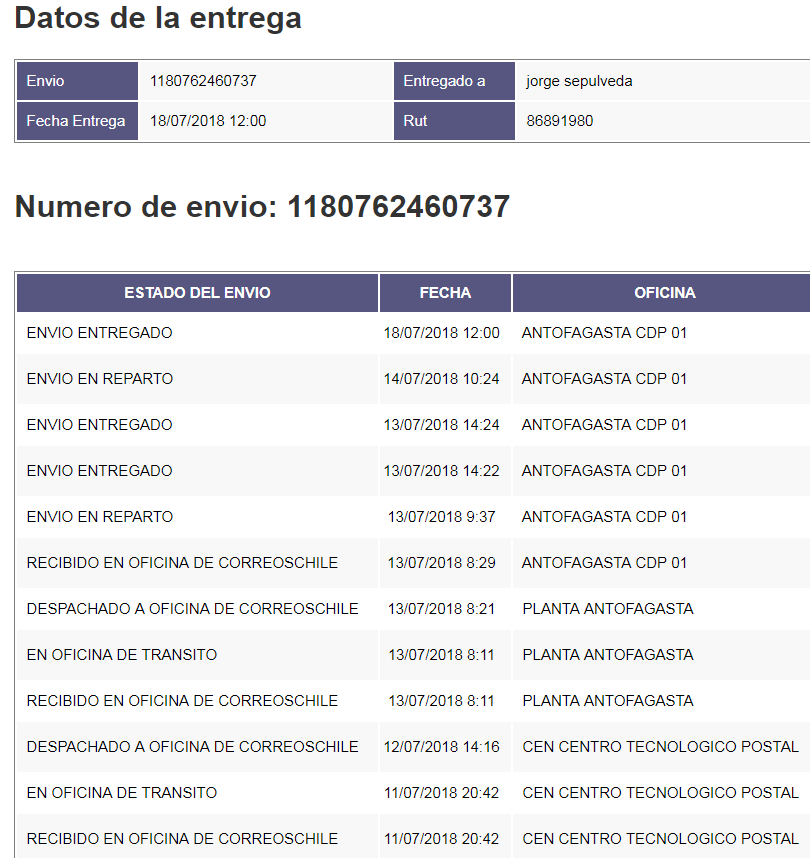 Datos de la entrega
Envio 1180762460737 Entregado a jorge sepulveda
Fecha Entrega 18/07/2018 12:00 Rut 86891980
Numero de envio: 1180762460737
ESTADO DEL ENVIO FECHA OFICINA
ENVIO ENTREGADO 18/07/2018 12:00 ANTOFAGASTA CDP 01
ENVIO EN REPARTO 14/07/2018 10:24 ANTOFAGASTA CDP 01
ENVIO ENTREGADO 13/07/2018 14:24 ANTOFAGASTA CDP 01
ENVIO ENTREGADO 13/07/2018 14:22 ANTOFAGASTA CDP 01
ENVIO EN REPARTO 13/07/2018 9:37 ANTOFAGASTA CDP 01
RECIBIDO EN OFICINA DE CORREOSCHILE 13/07/2018 8:29 ANTOFAGASTA CDP 01
DESPACHADO A OFICINA DE CORREOSCHILE 13/07/2018 8:21 PLANTA ANTOFAGASTA
EN OFICINA DE TRANSITO 13/07/2018 8:11 PLANTA ANTOFAGASTA
RECIBIDO EN OFICINA DE CORREOSCHILE 13/07/2018 8:11 PLANTA ANTOFAGASTA
DESPACHADO A OFICINA DE CORREOSCHILE 12/07/2018 14:16 CEN CENTRO TECNOLOGICO POSTAL
EN OFICINA DE TRANSITO 11/07/2018 20:42 CEN CENTRO TECNOLOGICO POSTAL
RECIBIDO EN OFICINA DE CORREOSCHILE 11/07/2018 20:42 CEN CENTRO TECNOLOGICO POSTAL